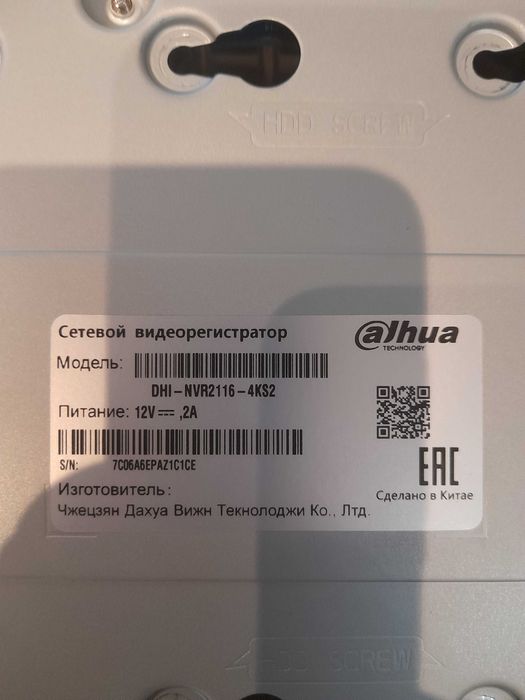 HDD SCREW
Сетевой видеорегистратор
alhua
TECHNOLOGY
Модель:
DHI-NVR2116-4KS2
Питание: 12V⎓,2A
S/N: 7C06A6EPAZ1C1CE
EAC
Сделано в Китае
Изготовитель:
Чжецзян Дахуа Вижн Текнолоджи Ко., Лтд.
HDD SCREW